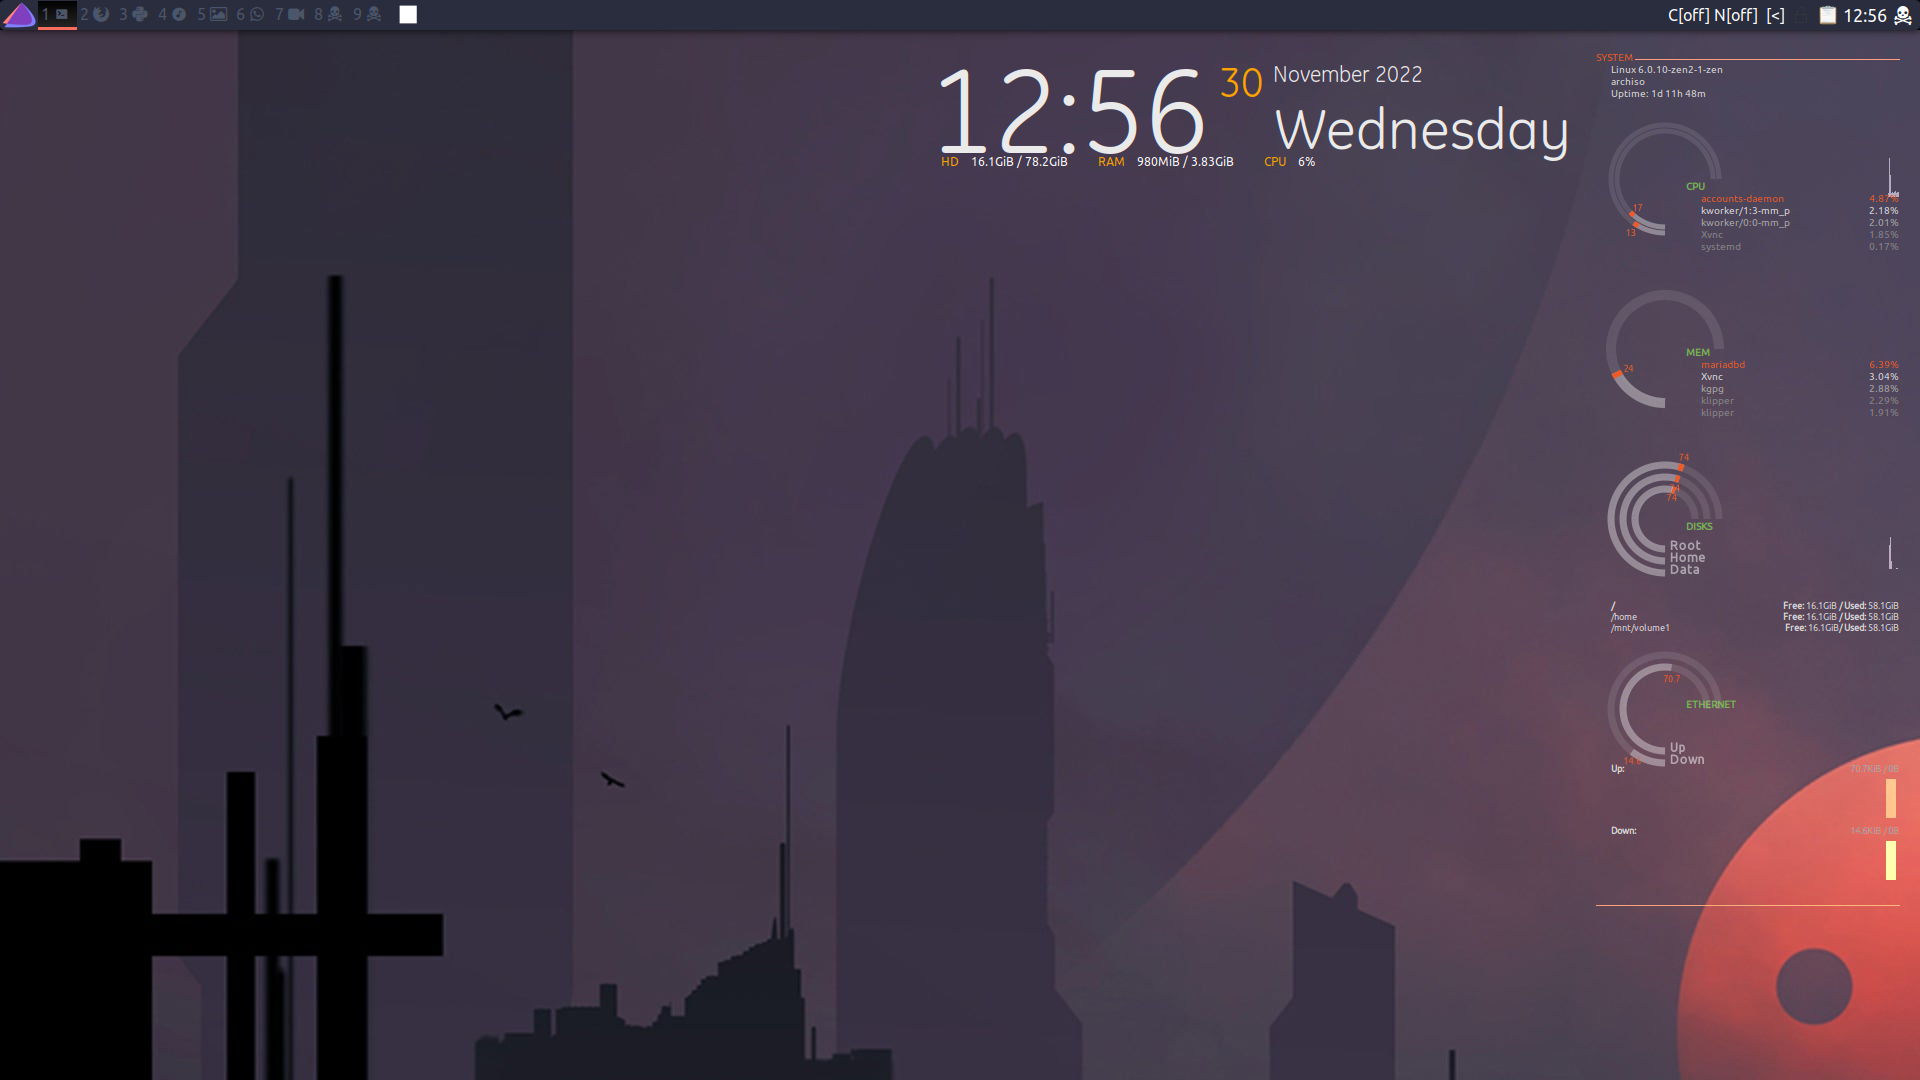 1 2 3 4 5 6 7 8 9
C[off] N[off] [<] 12:56
12:56 30 November 2022
Wednesday
HD 16.1GiB / 78.2GiB RAM 980MiB / 3.83GiB CPU 6%
SYSTEM
Linux 6.0.10-zen2-1-zen
archiso
Uptime: 1d 11h 48m
CPU
accounts-daemon 4.87%
17 kworker/1:3-mm_p 2.18%
kworker/0:0-mm_p 2.01%
13 Xvnc 1.85%
systemd 0.17%
MEM
mariadbd 6.39%
24 Xvnc 3.04%
kgpg 2.88%
klipper 2.29%
klipper 1.91%
74
74
74
DISKS
Root
Home
Data
/ Free: 16.1GiB / Used: 58.1GiB
/home Free: 16.1GiB / Used: 58.1GiB
/mnt/volume1 Free: 16.1GiB / Used: 58.1GiB
70.7
ETHERNET
Up
14.6 Down
Up: 70.7KiB / 0B
Down: 14.6KiB / 0B